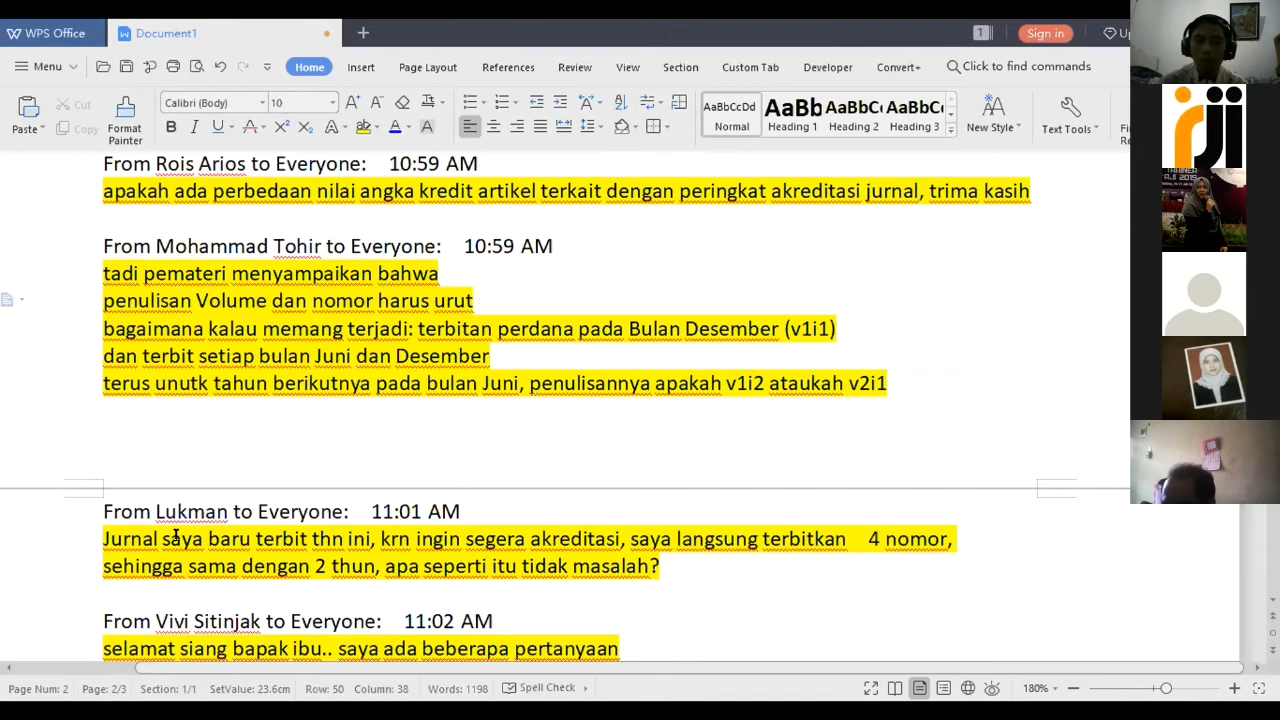 WPS Office
Document1
1
Sign in
Up
Menu
Home
Insert
Page Layout
References
Review
View
Section
Custom Tab
Developer
Convert+
Click to find commands
Paste
Cut
Copy
Format
Painter
Calibri (Body)
10
AaBbCcDd
Normal
AaBb
Heading 1
AaBbC
Heading 2
AaBbC
Heading 3
New Style
Text Tools
From Rois Arios to Everyone: 10:59 AM
apakah ada perbedaan nilai angka kredit artikel terkait dengan peringkat akreditasi jurnal, trima kasih
From Mohammad Tohir to Everyone: 10:59 AM
tadi pemateri menyampaikan bahwa
penulisan Volume dan nomor harus urut
bagaimana kalau memang terjadi: terbitan perdana pada Bulan Desember (v1i1)
dan terbit setiap bulan Juni dan Desember
terus unutk tahun berikutnya pada bulan Juni, penulisannya apakah v1i2 ataukah v2i1
From Lukman to Everyone: 11:01 AM
Jurnal saya baru terbit thn ini, krn ingin segera akreditasi, saya langsung terbitkan 4 nomor,
sehingga sama dengan 2 thun, apa seperti itu tidak masalah?
From Vivi Sitinjak to Everyone: 11:02 AM
selamat siang bapak ibu.. saya ada beberapa pertanyaan
Page Num: 2
Page: 2/3
Section: 1/1
SetValue: 23.6cm
Row: 50
Column: 38
Words: 1198
Spell Check
180%
rji